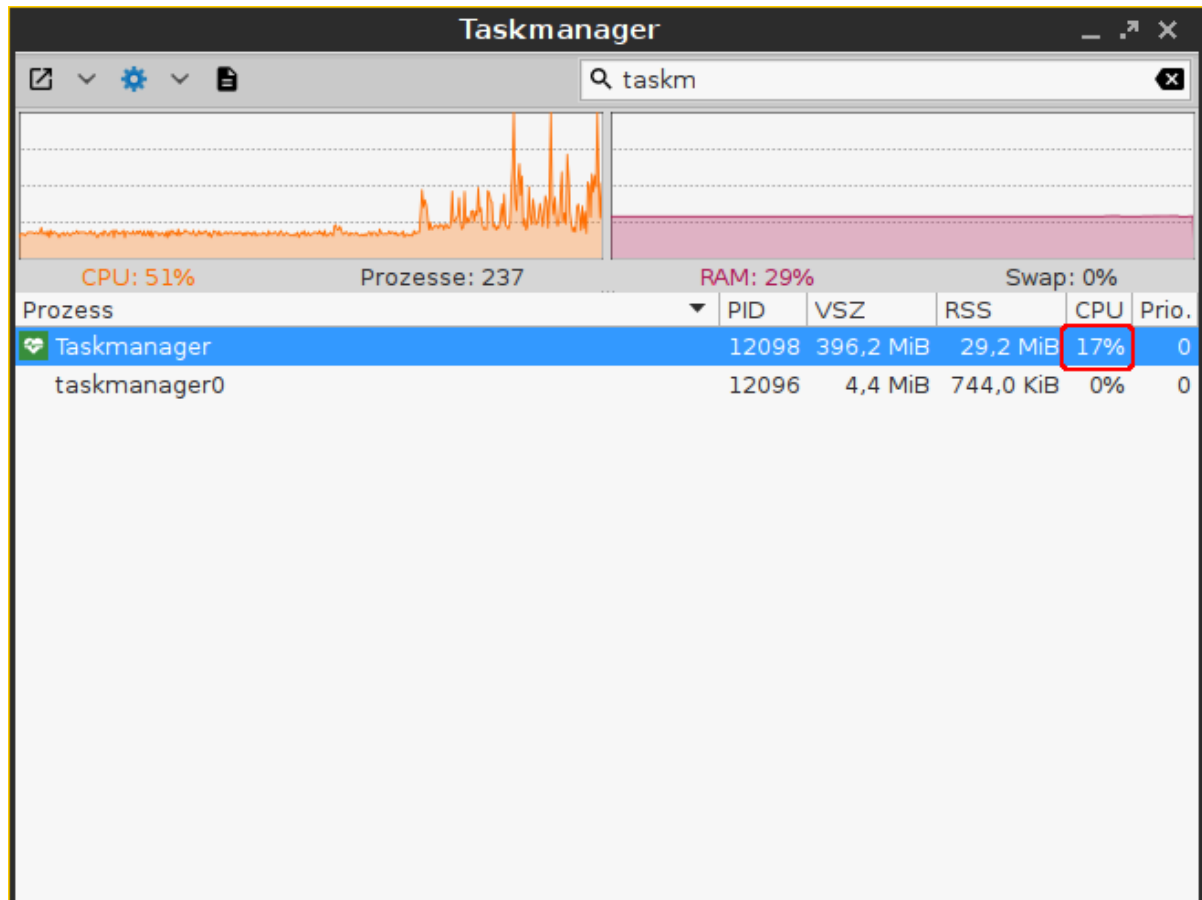 Taskmanager
taskm
CPU: 51% Prozesse: 237 RAM: 29% Swap: 0%
Prozess PID VSZ RSS CPU Prio.
Taskmanager 12098 396,2 MiB 29,2 MiB 17% 0
taskmanager0 12096 4,4 MiB 744,0 KiB 0% 0